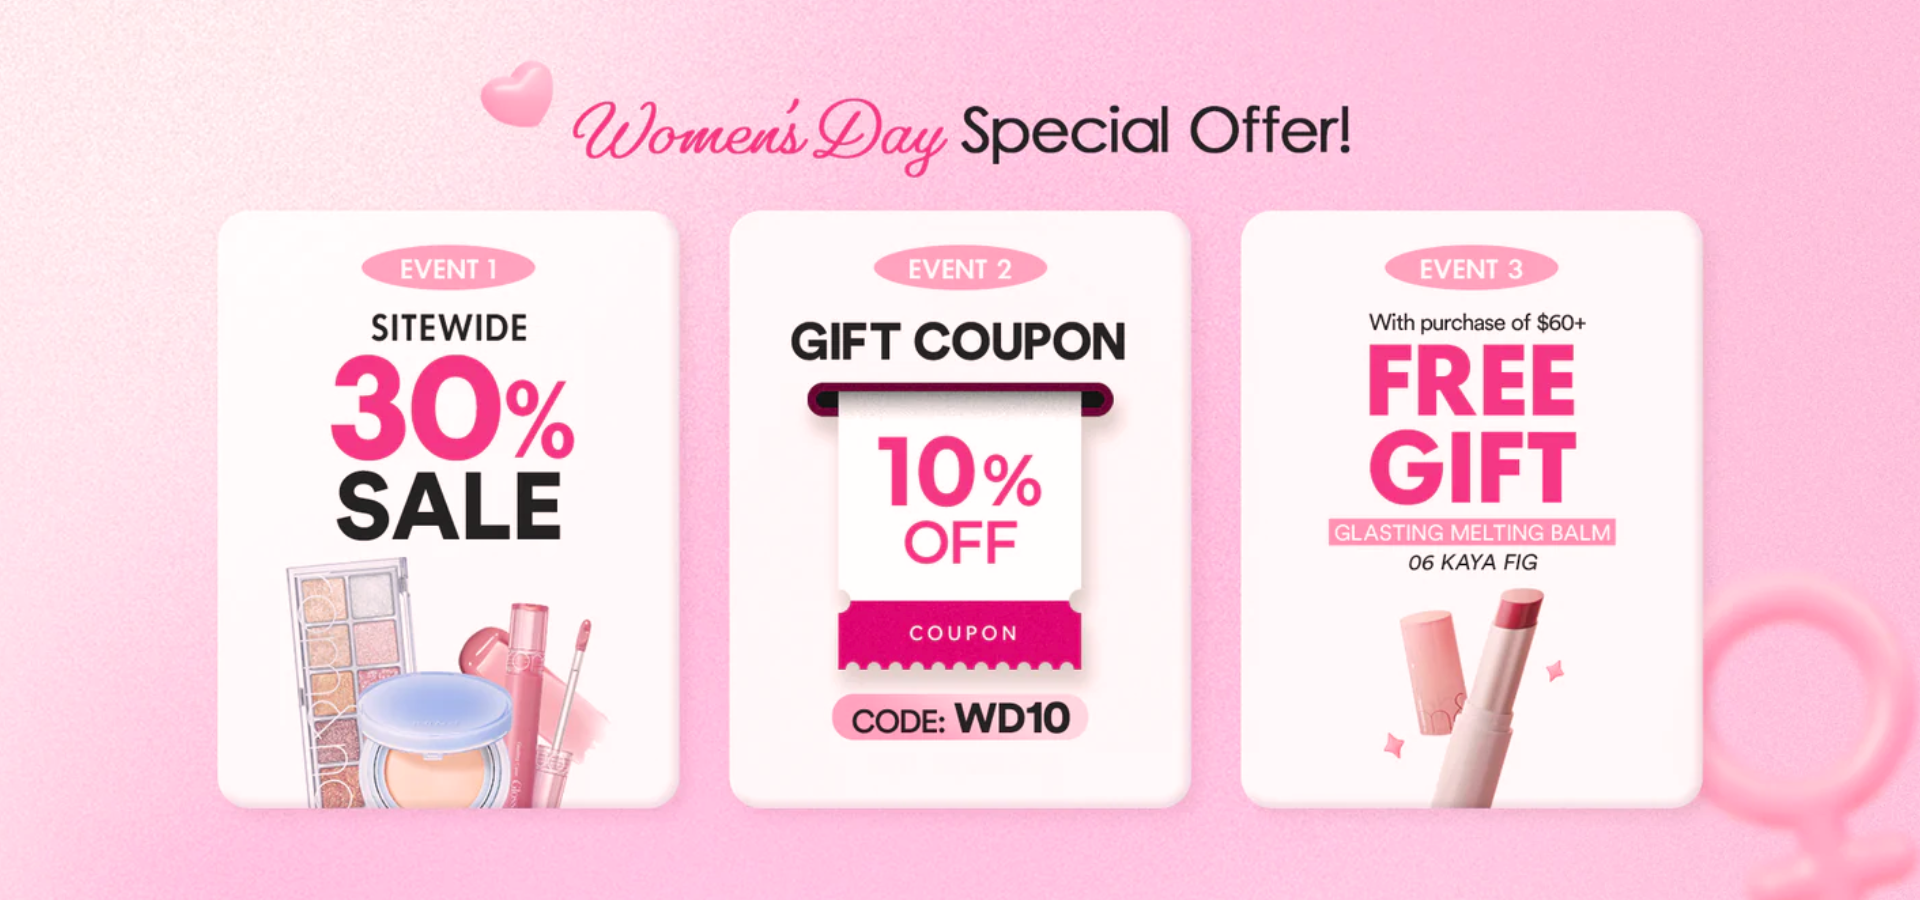 Women's Day Special Offer!
EVENT 1
SITEWIDE
30%
SALE
EVENT 2
GIFT COUPON
10%
OFF
COUPON
CODE: WD10
EVENT 3
With purchase of $60+
FREE
GIFT
GLASTING MELTING BALM
06 KAYA FIG